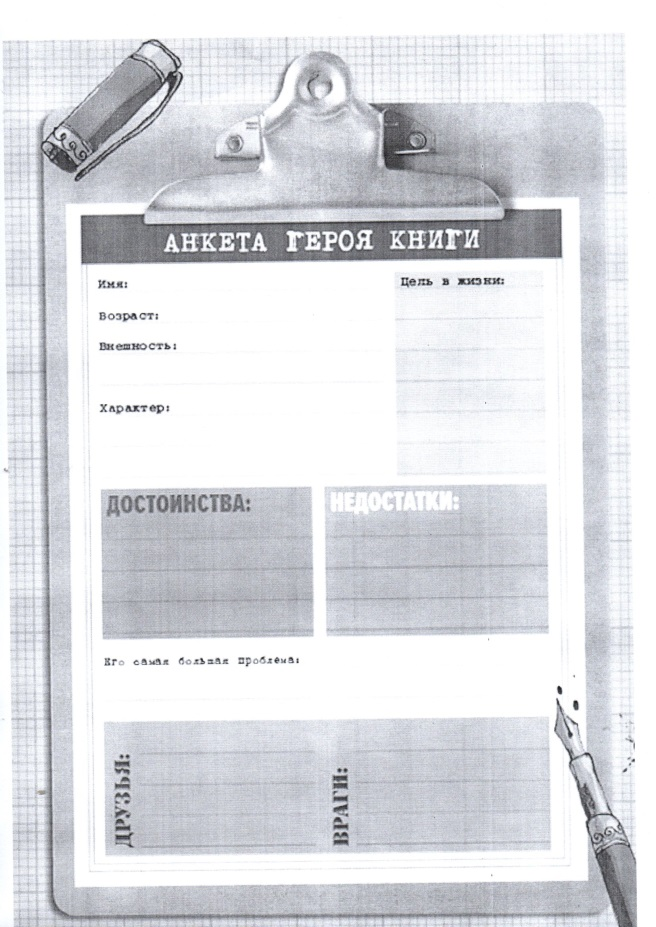 АНКЕТА ГЕРОЯ КНИГИ
Имя:
Цель в жизни:
Возраст:
Внешность:
Характер:
ДОСТОИНСТВА:
НЕДОСТАТКИ:
Его самая большая проблема:
ДРУЗЬЯ:
ВРАГИ: